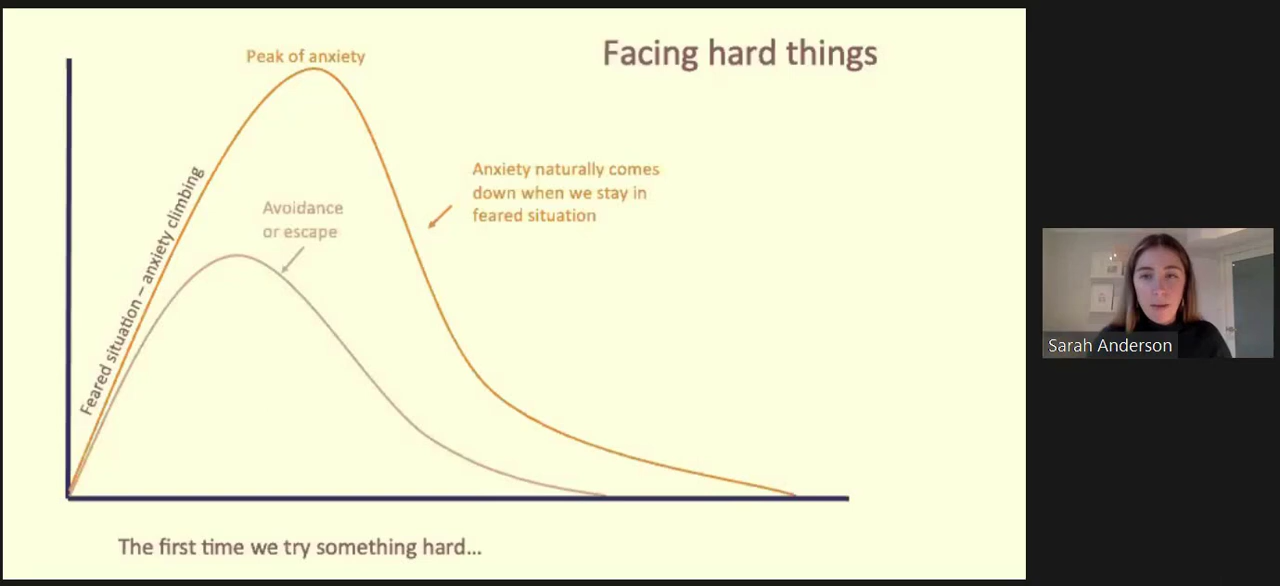 Facing hard things
Peak of anxiety
Feared situation – anxiety climbing
Anxiety naturally comes
down when we stay in
feared situation
Avoidance
or escape
The first time we try something hard...
Sarah Anderson